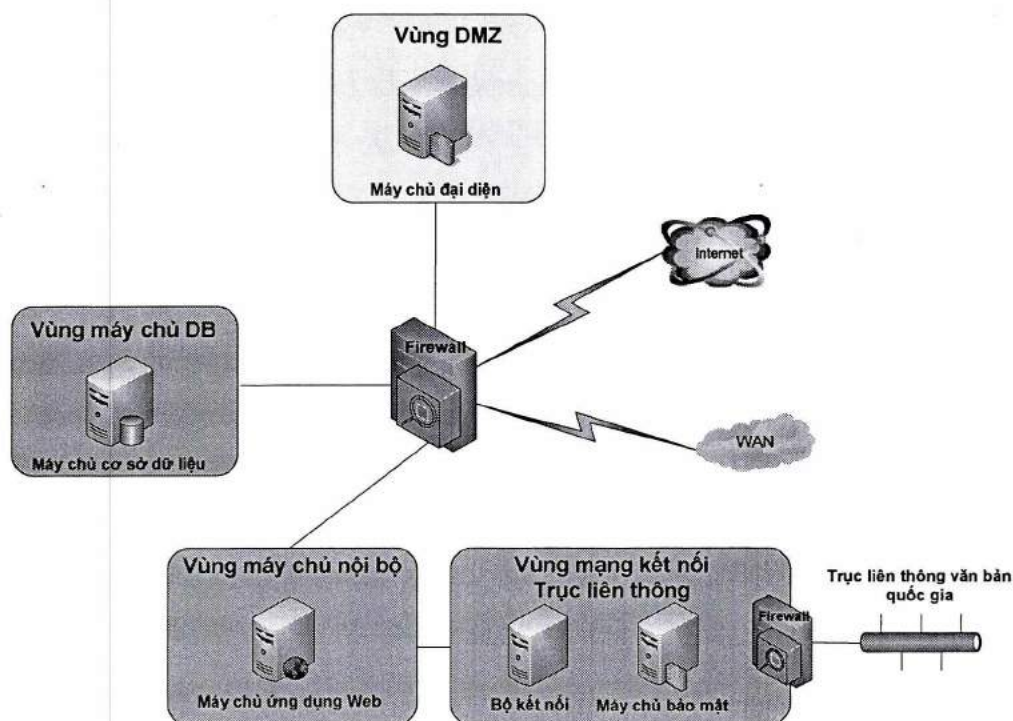 Vùng DMZ
Máy chủ đại diện
Internet
Vùng máy chủ DB
Firewall
Máy chủ cơ sở dữ liệu
WAN
Vùng máy chủ nội bộ
Vùng mạng kết nối
Trục liên thông
Trục liên thông văn bản
quốc gia
Firewall
Máy chủ ứng dụng Web
Bộ kết nối
Máy chủ bảo mật